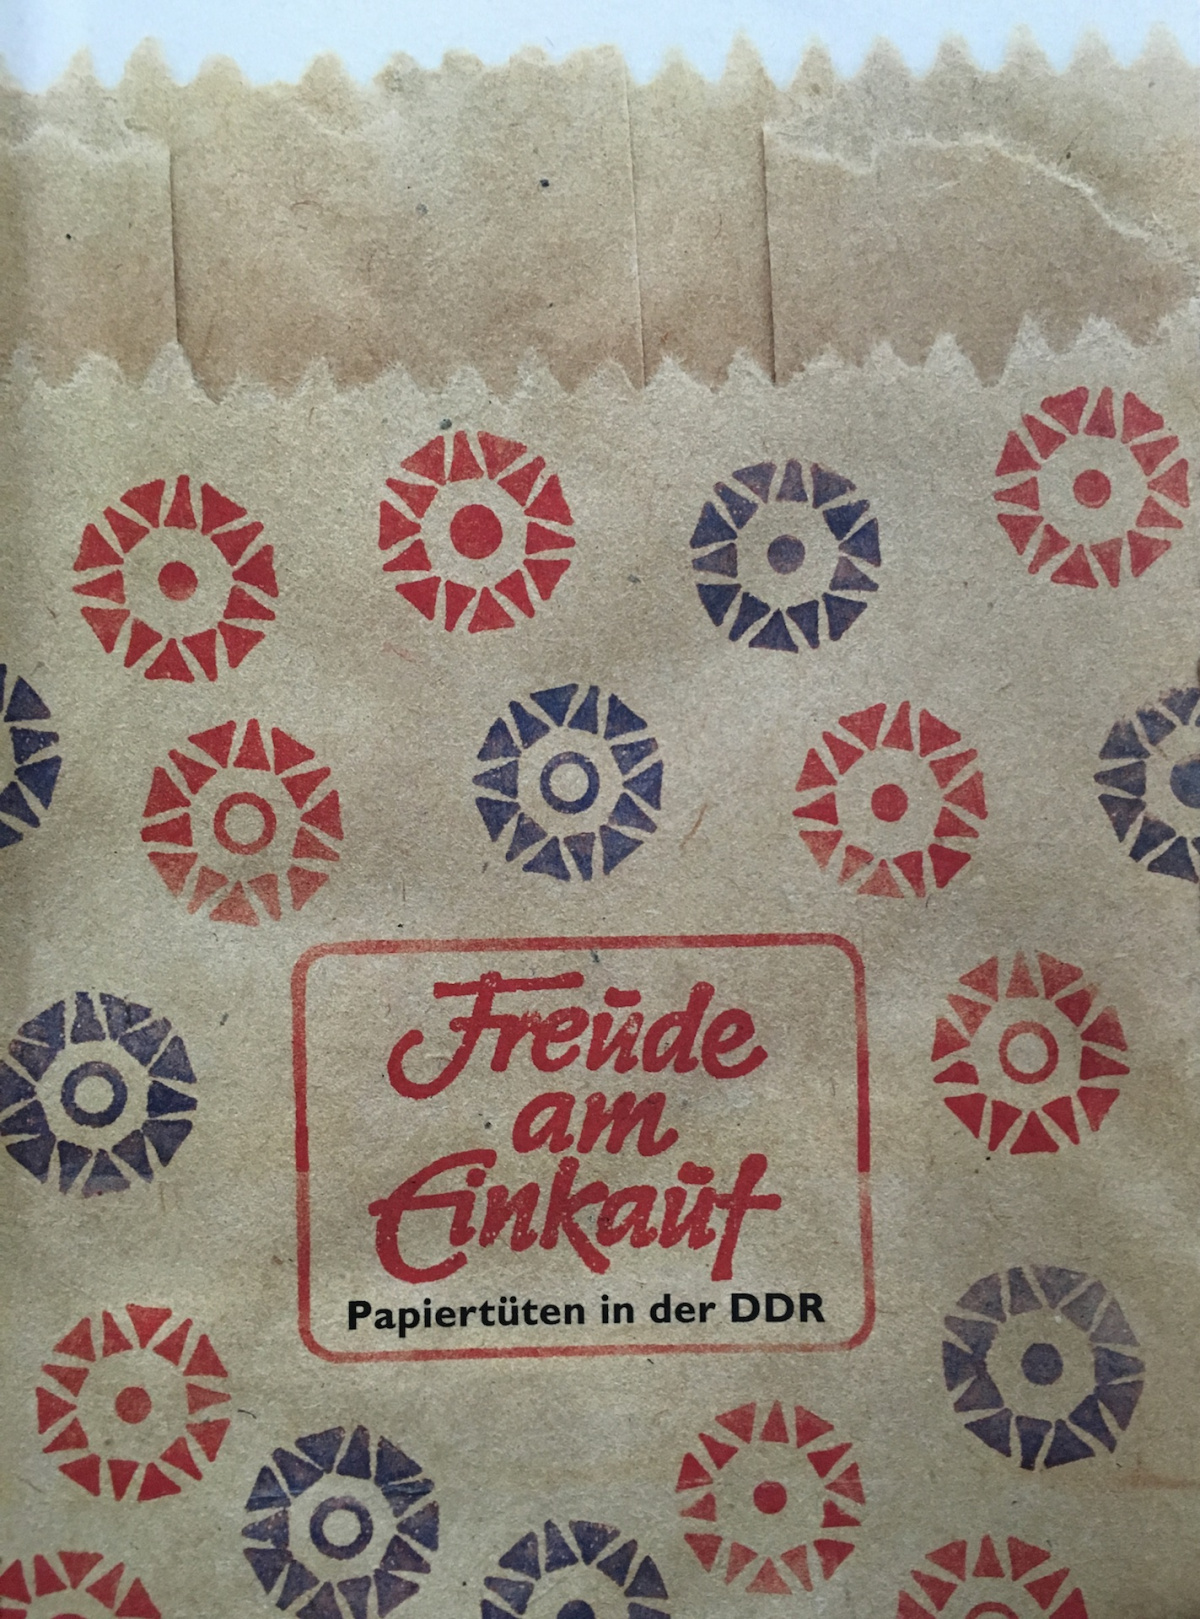 Freude
am
Einkauf
Papiertüten in der DDR